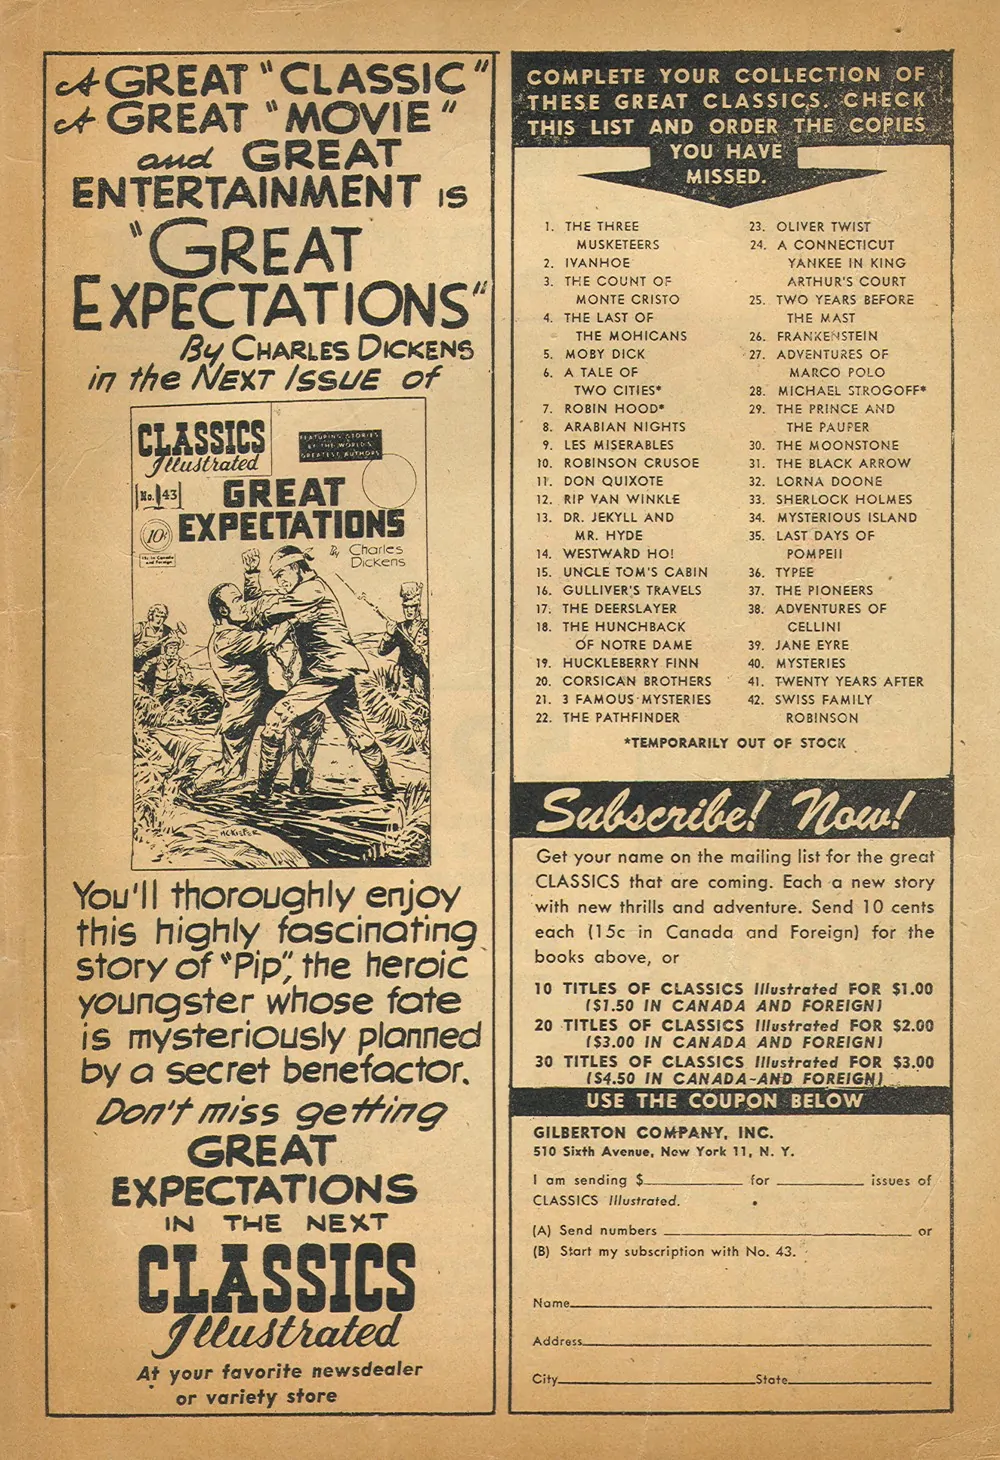 A GREAT "CLASSIC"
A GREAT "MOVIE"
and GREAT
ENTERTAINMENT IS
"GREAT
EXPECTATIONS"
By CHARLES DICKENS
in the NEXT ISSUE of
CLASSICS
Illustrated
FEATURING STORIES
BY THE WORLD'S
GREATEST AUTHORS
No. 43
GREAT
EXPECTATIONS
10¢
15¢ in Canada
and Foreign
By Charles
Dickens
You'll thoroughly enjoy
this highly fascinating
story of "Pip", the heroic
youngster whose fate
is mysteriously planned
by a secret benefactor.
Don't miss getting
GREAT
EXPECTATIONS
IN THE NEXT
CLASSICS
Illustrated
At your favorite newsdealer
or variety store
COMPLETE YOUR COLLECTION OF
THESE GREAT CLASSICS. CHECK
THIS LIST AND ORDER THE COPIES
YOU HAVE
MISSED.
1. THE THREE
MUSKETEERS
2. IVANHOE
3. THE COUNT OF
MONTE CRISTO
4. THE LAST OF
THE MOHICANS
5. MOBY DICK
6. A TALE OF
TWO CITIES*
7. ROBIN HOOD*
8. ARABIAN NIGHTS
9. LES MISERABLES
10. ROBINSON CRUSOE
11. DON QUIXOTE
12. RIP VAN WINKLE
13. DR. JEKYLL AND
MR. HYDE
14. WESTWARD HO!
15. UNCLE TOM'S CABIN
16. GULLIVER'S TRAVELS
17. THE DEERSLAYER
18. THE HUNCHBACK
OF NOTRE DAME
19. HUCKLEBERRY FINN
20. CORSICAN BROTHERS
21. 3 FAMOUS MYSTERIES
22. THE PATHFINDER
23. OLIVER TWIST
24. A CONNECTICUT
YANKEE IN KING
ARTHUR'S COURT
25. TWO YEARS BEFORE
THE MAST
26. FRANKENSTEIN
27. ADVENTURES OF
MARCO POLO
28. MICHAEL STROGOFF*
29. THE PRINCE AND
THE PAUPER
30. THE MOONSTONE
31. THE BLACK ARROW
32. LORNA DOONE
33. SHERLOCK HOLMES
34. MYSTERIOUS ISLAND
35. LAST DAYS OF
POMPEII
36. TYPEE
37. THE PIONEERS
38. ADVENTURES OF
CELLINI
39. JANE EYRE
40. MYSTERIES
41. TWENTY YEARS AFTER
42. SWISS FAMILY
ROBINSON
*TEMPORARILY OUT OF STOCK
Subscribe! Now!
Get your name on the mailing list for the great
CLASSICS that are coming. Each a new story
with new thrills and adventure. Send 10 cents
each (15c in Canada and Foreign) for the
books above, or
10 TITLES OF CLASSICS Illustrated FOR $1.00
($1.50 IN CANADA AND FOREIGN)
20 TITLES OF CLASSICS Illustrated FOR $2.00
($3.00 IN CANADA AND FOREIGN)
30 TITLES OF CLASSICS Illustrated FOR $3.00
($4.50 IN CANADA AND FOREIGN)
USE THE COUPON BELOW
GILBERTON COMPANY, INC.
510 Sixth Avenue, New York 11, N. Y.
I am sending $ for issues of
CLASSICS Illustrated.
(A) Send numbers or
(B) Start my subscription with No. 43.
Name
Address
City State